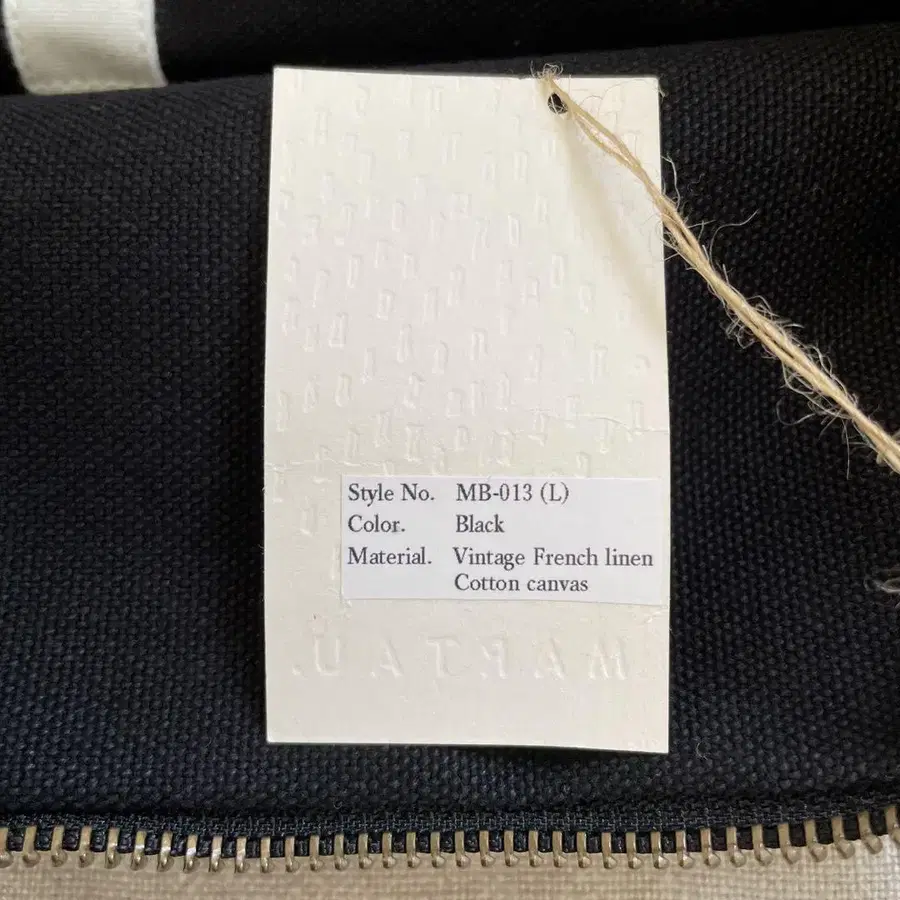 Style No. MB-013 (L)
Color. Black
Material. Vintage French linen
Cotton canvas